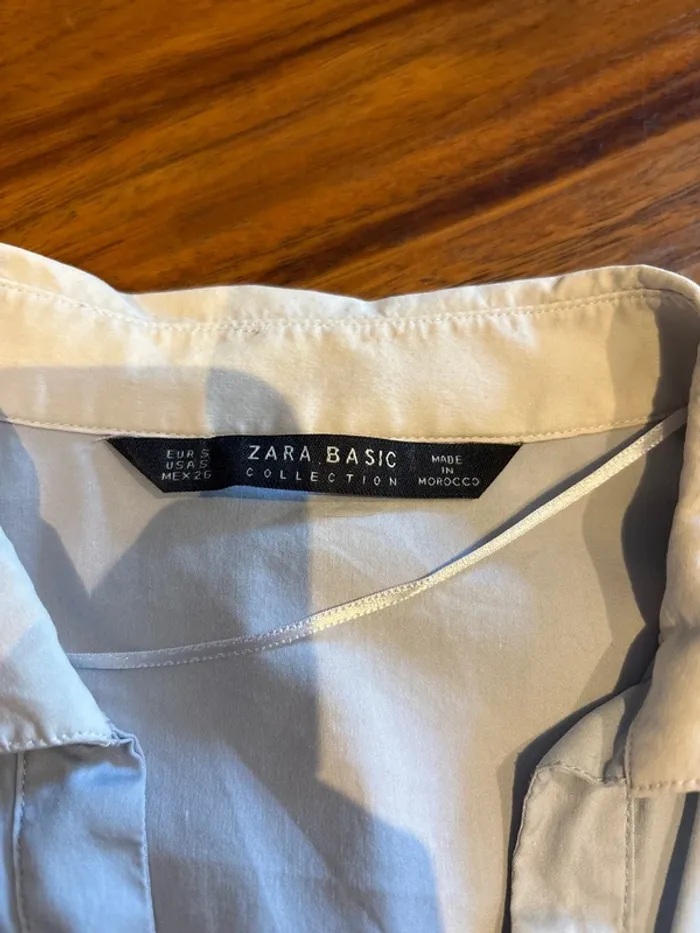 EUR S
USA S
MEX 26
ZARA BASIC
COLLECTION
MADE
IN
MOROCCO